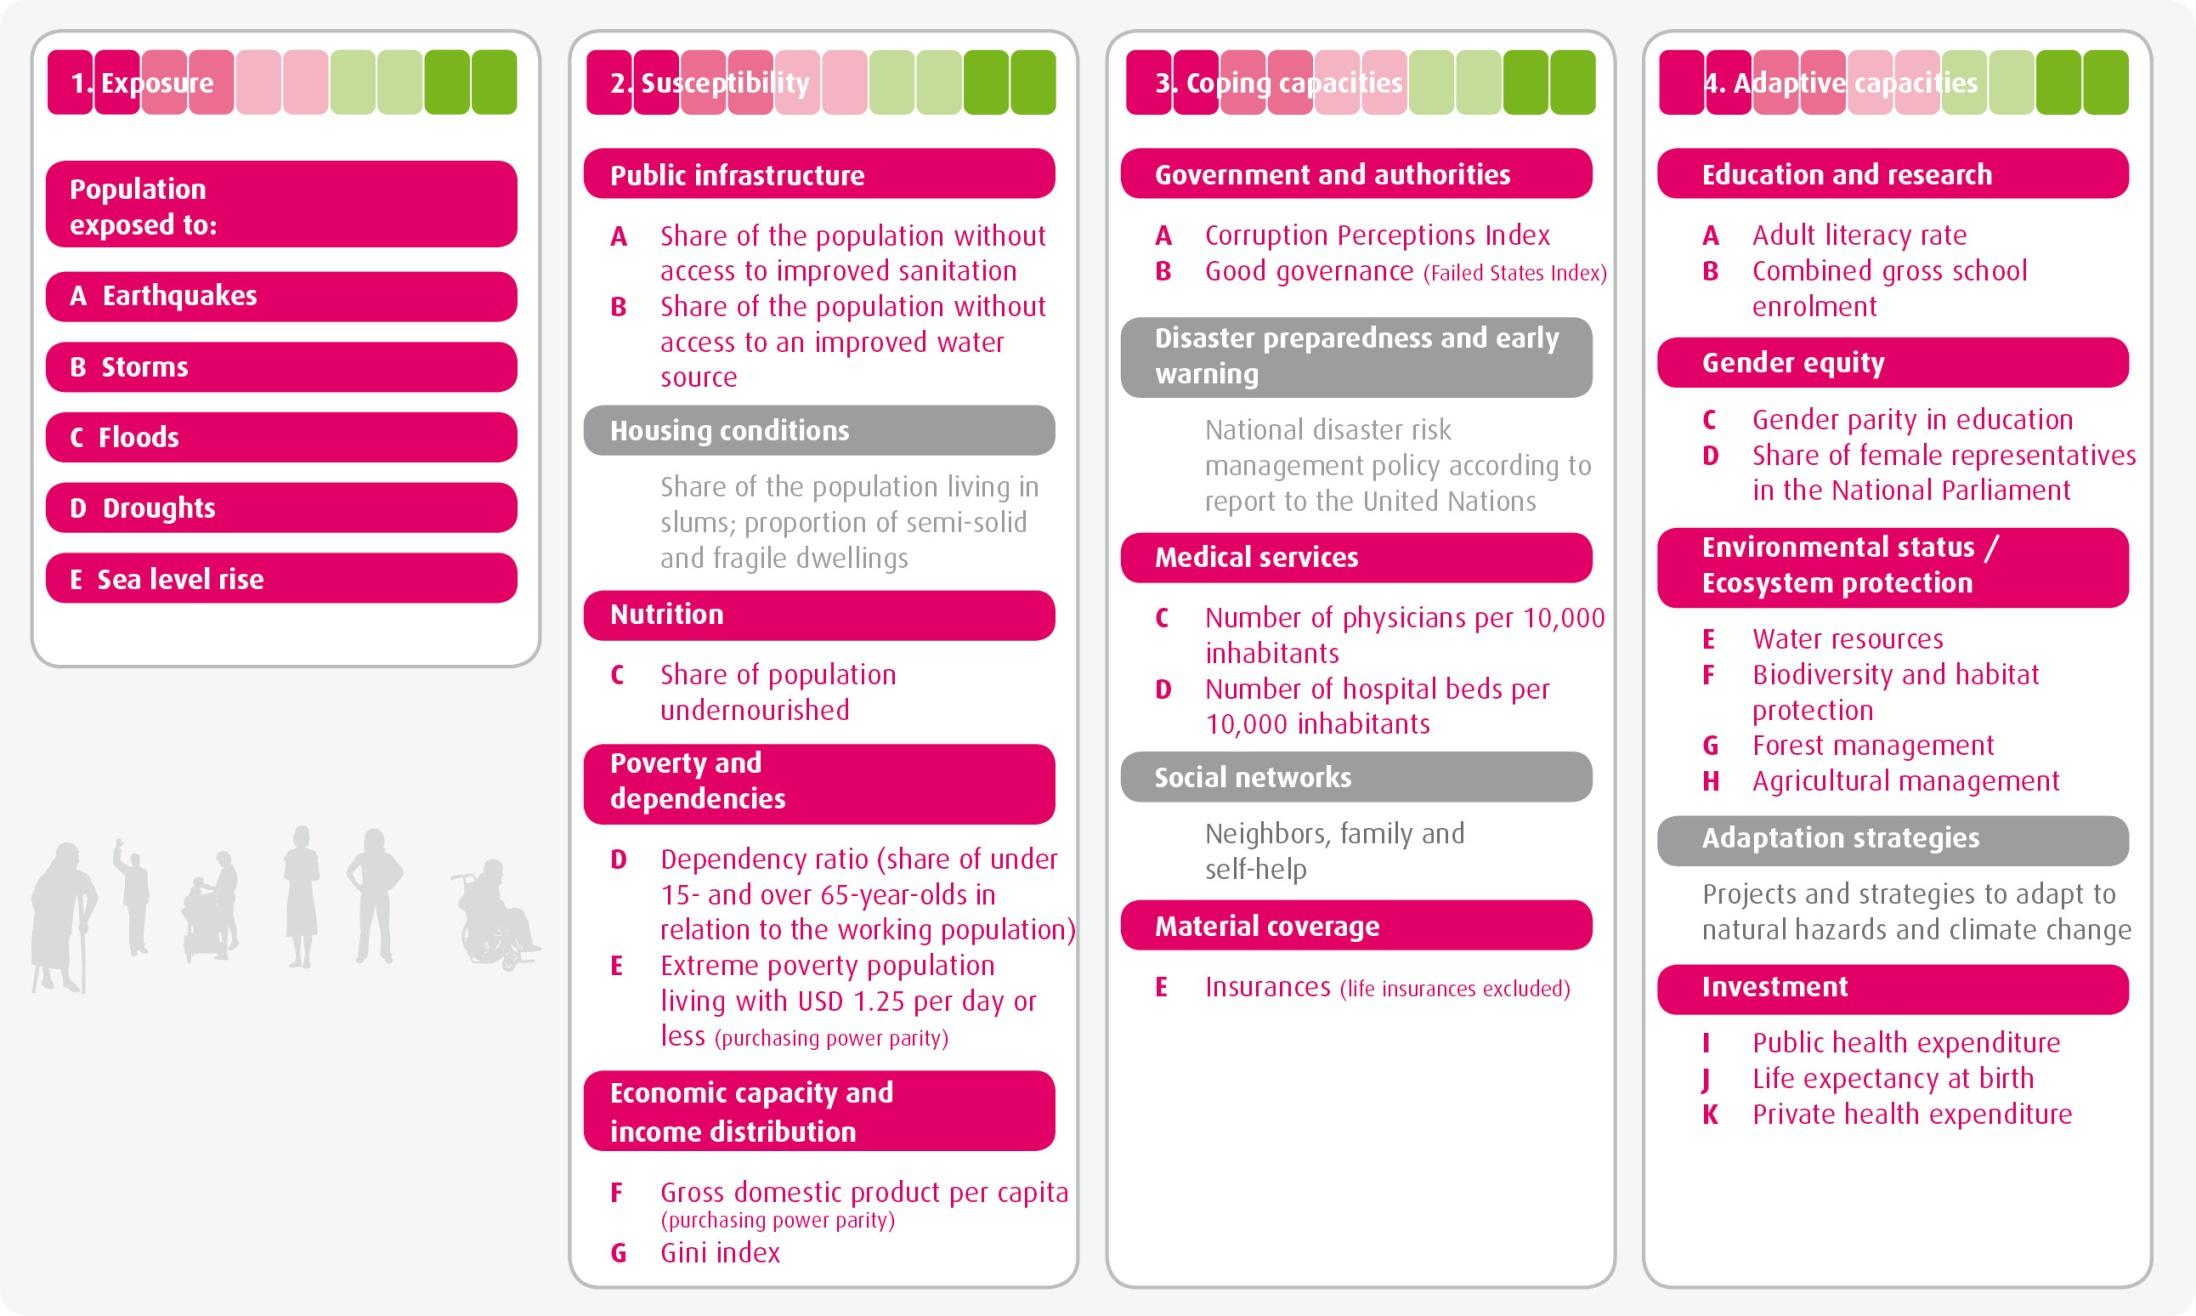 1. Exposure
Population
exposed to:
A Earthquakes
B Storms
C Floods
D Droughts
E Sea level rise
2. Susceptibility
Public infrastructure
A Share of the population without
access to improved sanitation
B Share of the population without
access to an improved water
source
Housing conditions
Share of the population living in
slums; proportion of semi-solid
and fragile dwellings
Nutrition
C Share of population
undernourished
Poverty and
dependencies
D Dependency ratio (share of under
15- and over 65-year-olds in
relation to the working population)
E Extreme poverty population
living with USD 1.25 per day or
less (purchasing power parity)
Economic capacity and
income distribution
F Gross domestic product per capita
(purchasing power parity)
G Gini index
3. Coping capacities
Government and authorities
A Corruption Perceptions Index
B Good governance (Failed States Index)
Disaster preparedness and early
warning
National disaster risk
management policy according to
report to the United Nations
Medical services
C Number of physicians per 10,000
inhabitants
D Number of hospital beds per
10,000 inhabitants
Social networks
Neighbors, family and
self-help
Material coverage
E Insurances (life insurances excluded)
4. Adaptive capacities
Education and research
A Adult literacy rate
B Combined gross school
enrolment
Gender equity
C Gender parity in education
D Share of female representatives
in the National Parliament
Environmental status /
Ecosystem protection
E Water resources
F Biodiversity and habitat
protection
G Forest management
H Agricultural management
Adaptation strategies
Projects and strategies to adapt to
natural hazards and climate change
Investment
I Public health expenditure
J Life expectancy at birth
K Private health expenditure